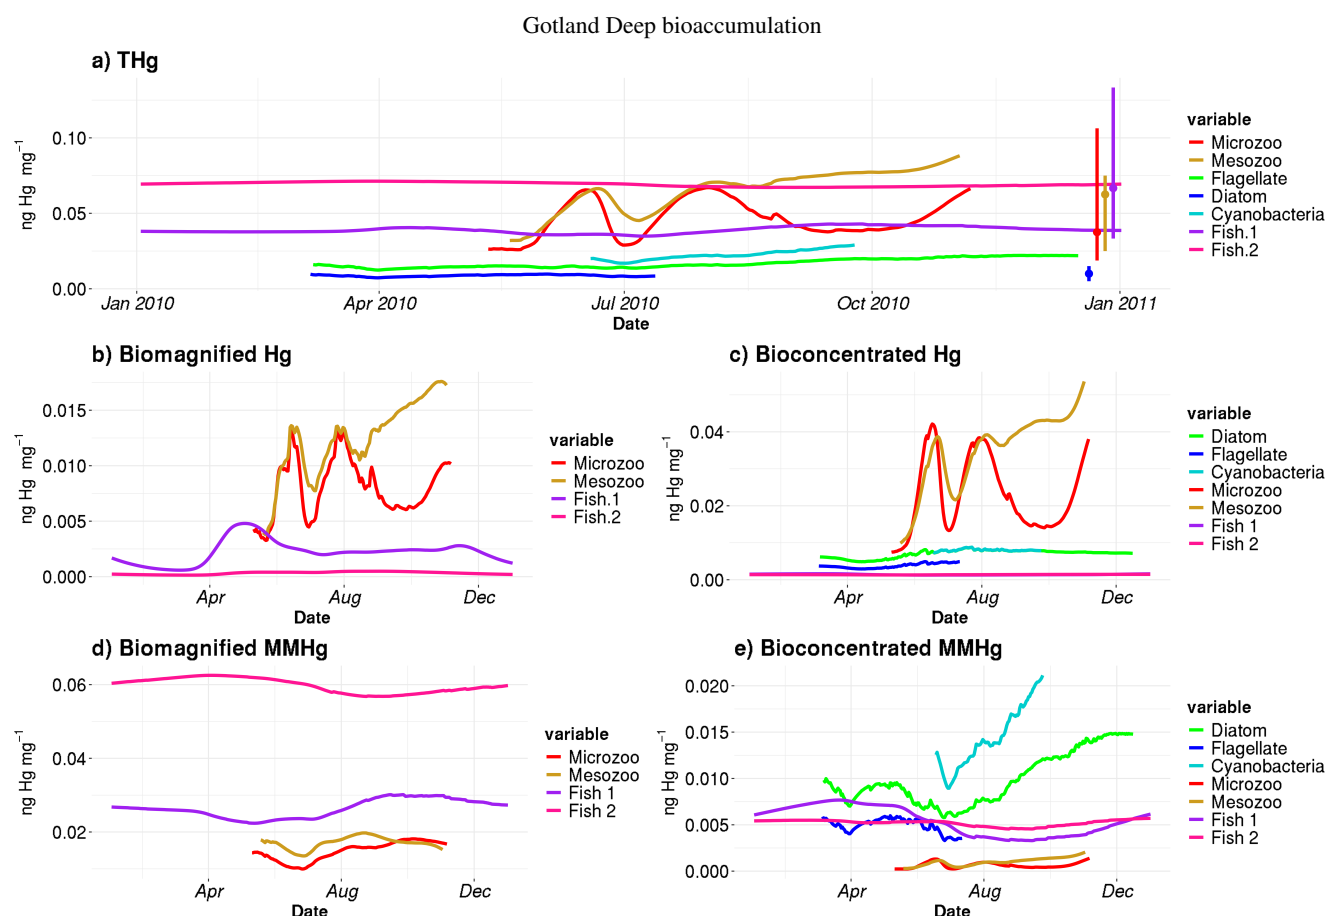 Gotland Deep bioaccumulation
a) THg
ng Hg mg⁻¹
0.10
0.05
0.00
Jan 2010
Apr 2010
Jul 2010
Oct 2010
Jan 2011
Date
variable
Microzoo
Mesozoo
Flagellate
Diatom
Cyanobacteria
Fish.1
Fish.2
b) Biomagnified Hg
ng Hg mg⁻¹
0.015
0.010
0.005
0.000
Apr
Aug
Dec
Date
variable
Microzoo
Mesozoo
Fish.1
Fish.2
c) Bioconcentrated Hg
ng Hg mg⁻¹
0.04
0.02
0.00
Apr
Aug
Dec
Date
variable
Diatom
Flagellate
Cyanobacteria
Microzoo
Mesozoo
Fish 1
Fish 2
d) Biomagnified MMHg
ng Hg mg⁻¹
0.06
0.04
0.02
Apr
Aug
Dec
Date
variable
Microzoo
Mesozoo
Fish 1
Fish 2
e) Bioconcentrated MMHg
ng Hg mg⁻¹
0.020
0.015
0.010
0.005
0.000
Apr
Aug
Dec
Date
variable
Diatom
Flagellate
Cyanobacteria
Microzoo
Mesozoo
Fish 1
Fish 2